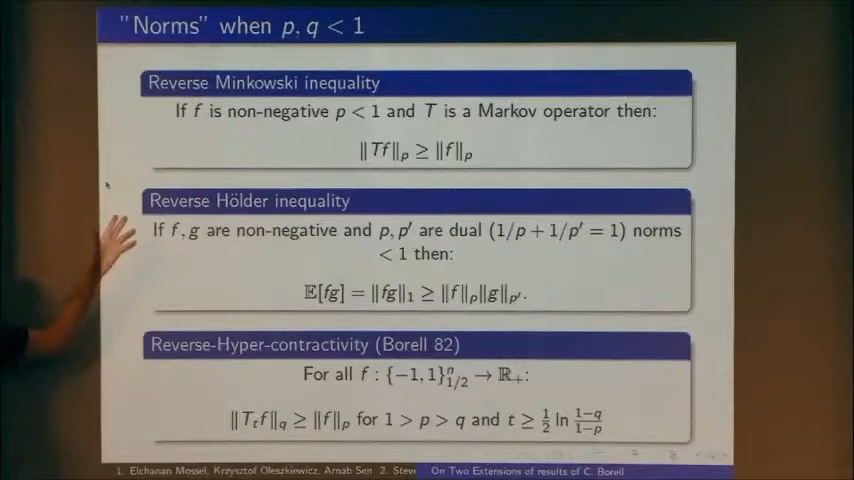 "Norms" when p, q < 1
Reverse Minkowski inequality
If f is non-negative p < 1 and T is a Markov operator then:
‖Tf‖_p ≥ ‖f‖_p
Reverse Hölder inequality
If f, g are non-negative and p, p′ are dual (1/p + 1/p′ = 1) norms
< 1 then:
𝔼[fg] = ‖fg‖_1 ≥ ‖f‖_p‖g‖_{p′}.
Reverse-Hyper-contractivity (Borell 82)
For all f : {−1, 1}^n_{1/2} → ℝ_+:
‖T_t f‖_q ≥ ‖f‖_p for 1 > p > q and t ≥ \frac{1}{2} ln \frac{1−q}{1−p}
1. Elchanan Mossel, Krzysztof Oleszkiewicz, Arnab Sen 2. Steve
On Two Extensions of results of C. Borell